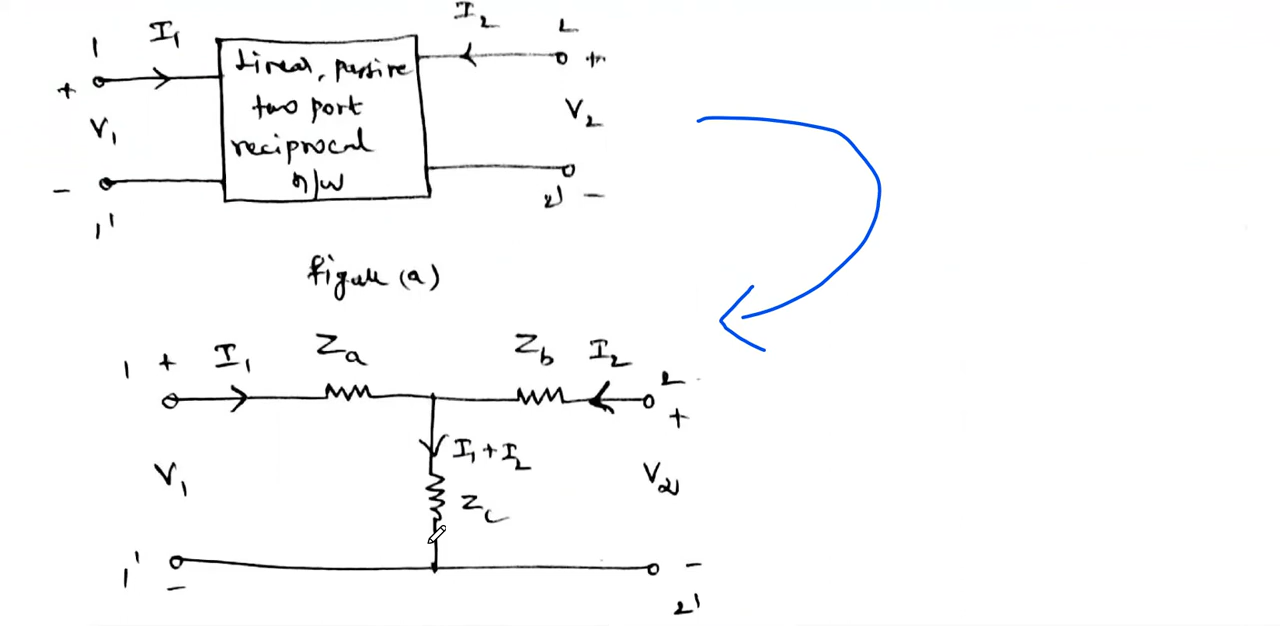 I₂
1 I₁ 2
+ Linear, passive +
V₁ two port V₂
reciprocal
- n/w
1' 2' -
figure (a)
1 + I₁ Za Zb I₂ 2
+
I₁+I₂
V₁ V₂
Zc
1' - -
2'